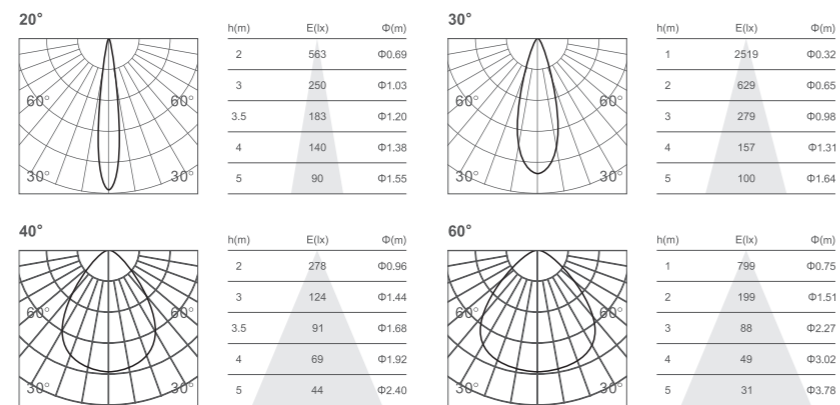 20°
h(m) E(lx) Φ(m)
2 563 Φ0.69
3 250 Φ1.03
3.5 183 Φ1.20
4 140 Φ1.38
5 90 Φ1.55
60° 60°
30° 30°
30°
h(m) E(lx) Φ(m)
1 2519 Φ0.32
2 629 Φ0.65
3 279 Φ0.98
4 157 Φ1.31
5 100 Φ1.64
60° 60°
30° 30°
40°
h(m) E(lx) Φ(m)
2 278 Φ0.96
3 124 Φ1.44
3.5 91 Φ1.68
4 69 Φ1.92
5 44 Φ2.40
60° 60°
30° 30°
60°
h(m) E(lx) Φ(m)
1 799 Φ0.75
2 199 Φ1.51
3 88 Φ2.27
4 49 Φ3.02
5 31 Φ3.78
60° 60°
30° 30°